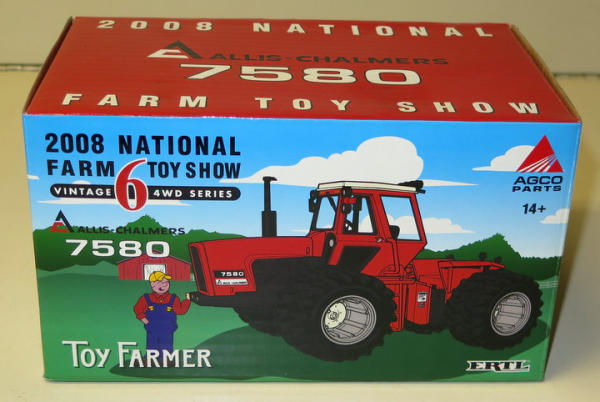 2008 NATIONAL
ALLIS-CHALMERS
7580
FARM TOY SHOW
2008 NATIONAL
FARM TOY SHOW
VINTAGE 6 4WD SERIES
ALLIS-CHALMERS
7580
AGCO
PARTS
14+
7580
TOY FARMER
ERTL